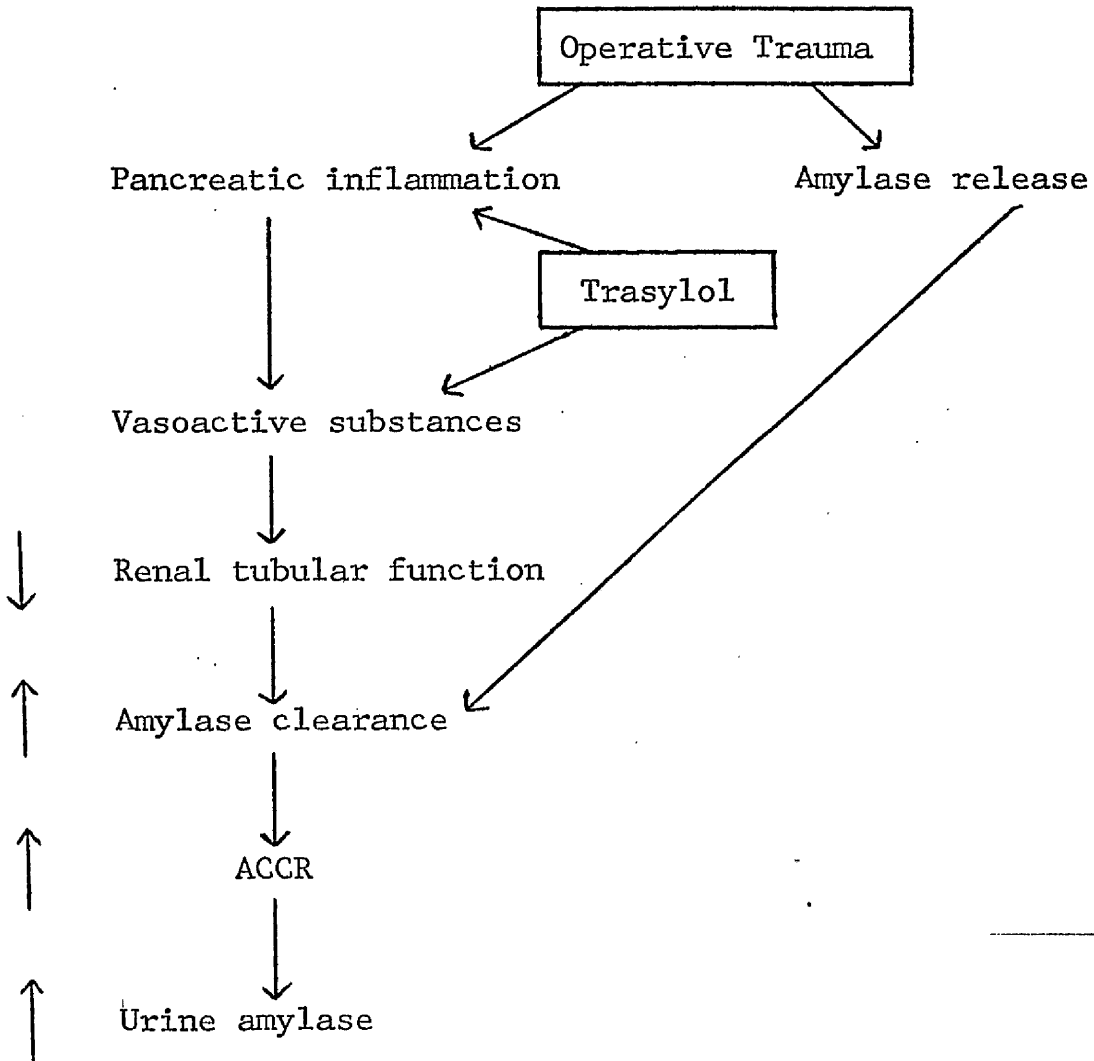 Operative Trauma
Pancreatic inflammation
Amylase release
Trasylol
Vasoactive substances
Renal tubular function
Amylase clearance
ACCR
Urine amylase